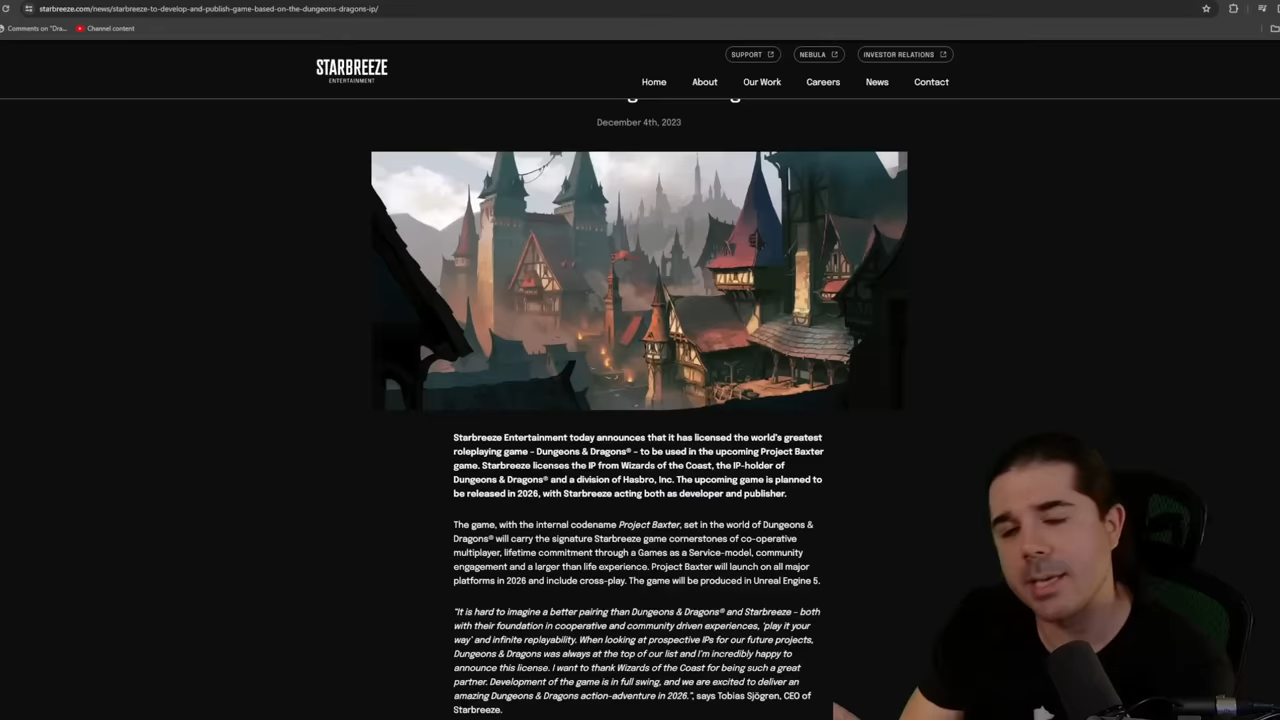 starbreeze.com/news/starbreeze-to-develop-and-publish-game-based-on-the-dungeons-dragons-ip/
Comments on "Dra...
Channel content
SUPPORT
NEBULA
INVESTOR RELATIONS
STARBREEZE
ENTERTAINMENT
Home
About
Our Work
Careers
News
Contact
December 4th, 2023
Starbreeze Entertainment today announces that it has licensed the world's greatest
roleplaying game – Dungeons & Dragons® – to be used in the upcoming Project Baxter
game. Starbreeze licenses the IP from Wizards of the Coast, the IP-holder of
Dungeons & Dragons® and a division of Hasbro, Inc. The upcoming game is planned to
be released in 2026, with Starbreeze acting both as developer and publisher.
The game, with the internal codename Project Baxter, set in the world of Dungeons &
Dragons® will carry the signature Starbreeze game cornerstones of co-operative
multiplayer, lifetime commitment through a Games as a Service-model, community
engagement and a larger than life experience. Project Baxter will launch on all major
platforms in 2026 and include cross-play. The game will be produced in Unreal Engine 5.
"It is hard to imagine a better pairing than Dungeons & Dragons® and Starbreeze – both
with their foundation in cooperative and community driven experiences, 'play it your
way' and infinite replayability. When looking at prospective IPs for our future projects,
Dungeons & Dragons was always at the top of our list and I'm incredibly happy to
announce this license. I want to thank Wizards of the Coast for being such a great
partner. Development of the game is in full swing, and we are excited to deliver an
amazing Dungeons & Dragons action-adventure in 2026.", says Tobias Sjögren, CEO of
Starbreeze.